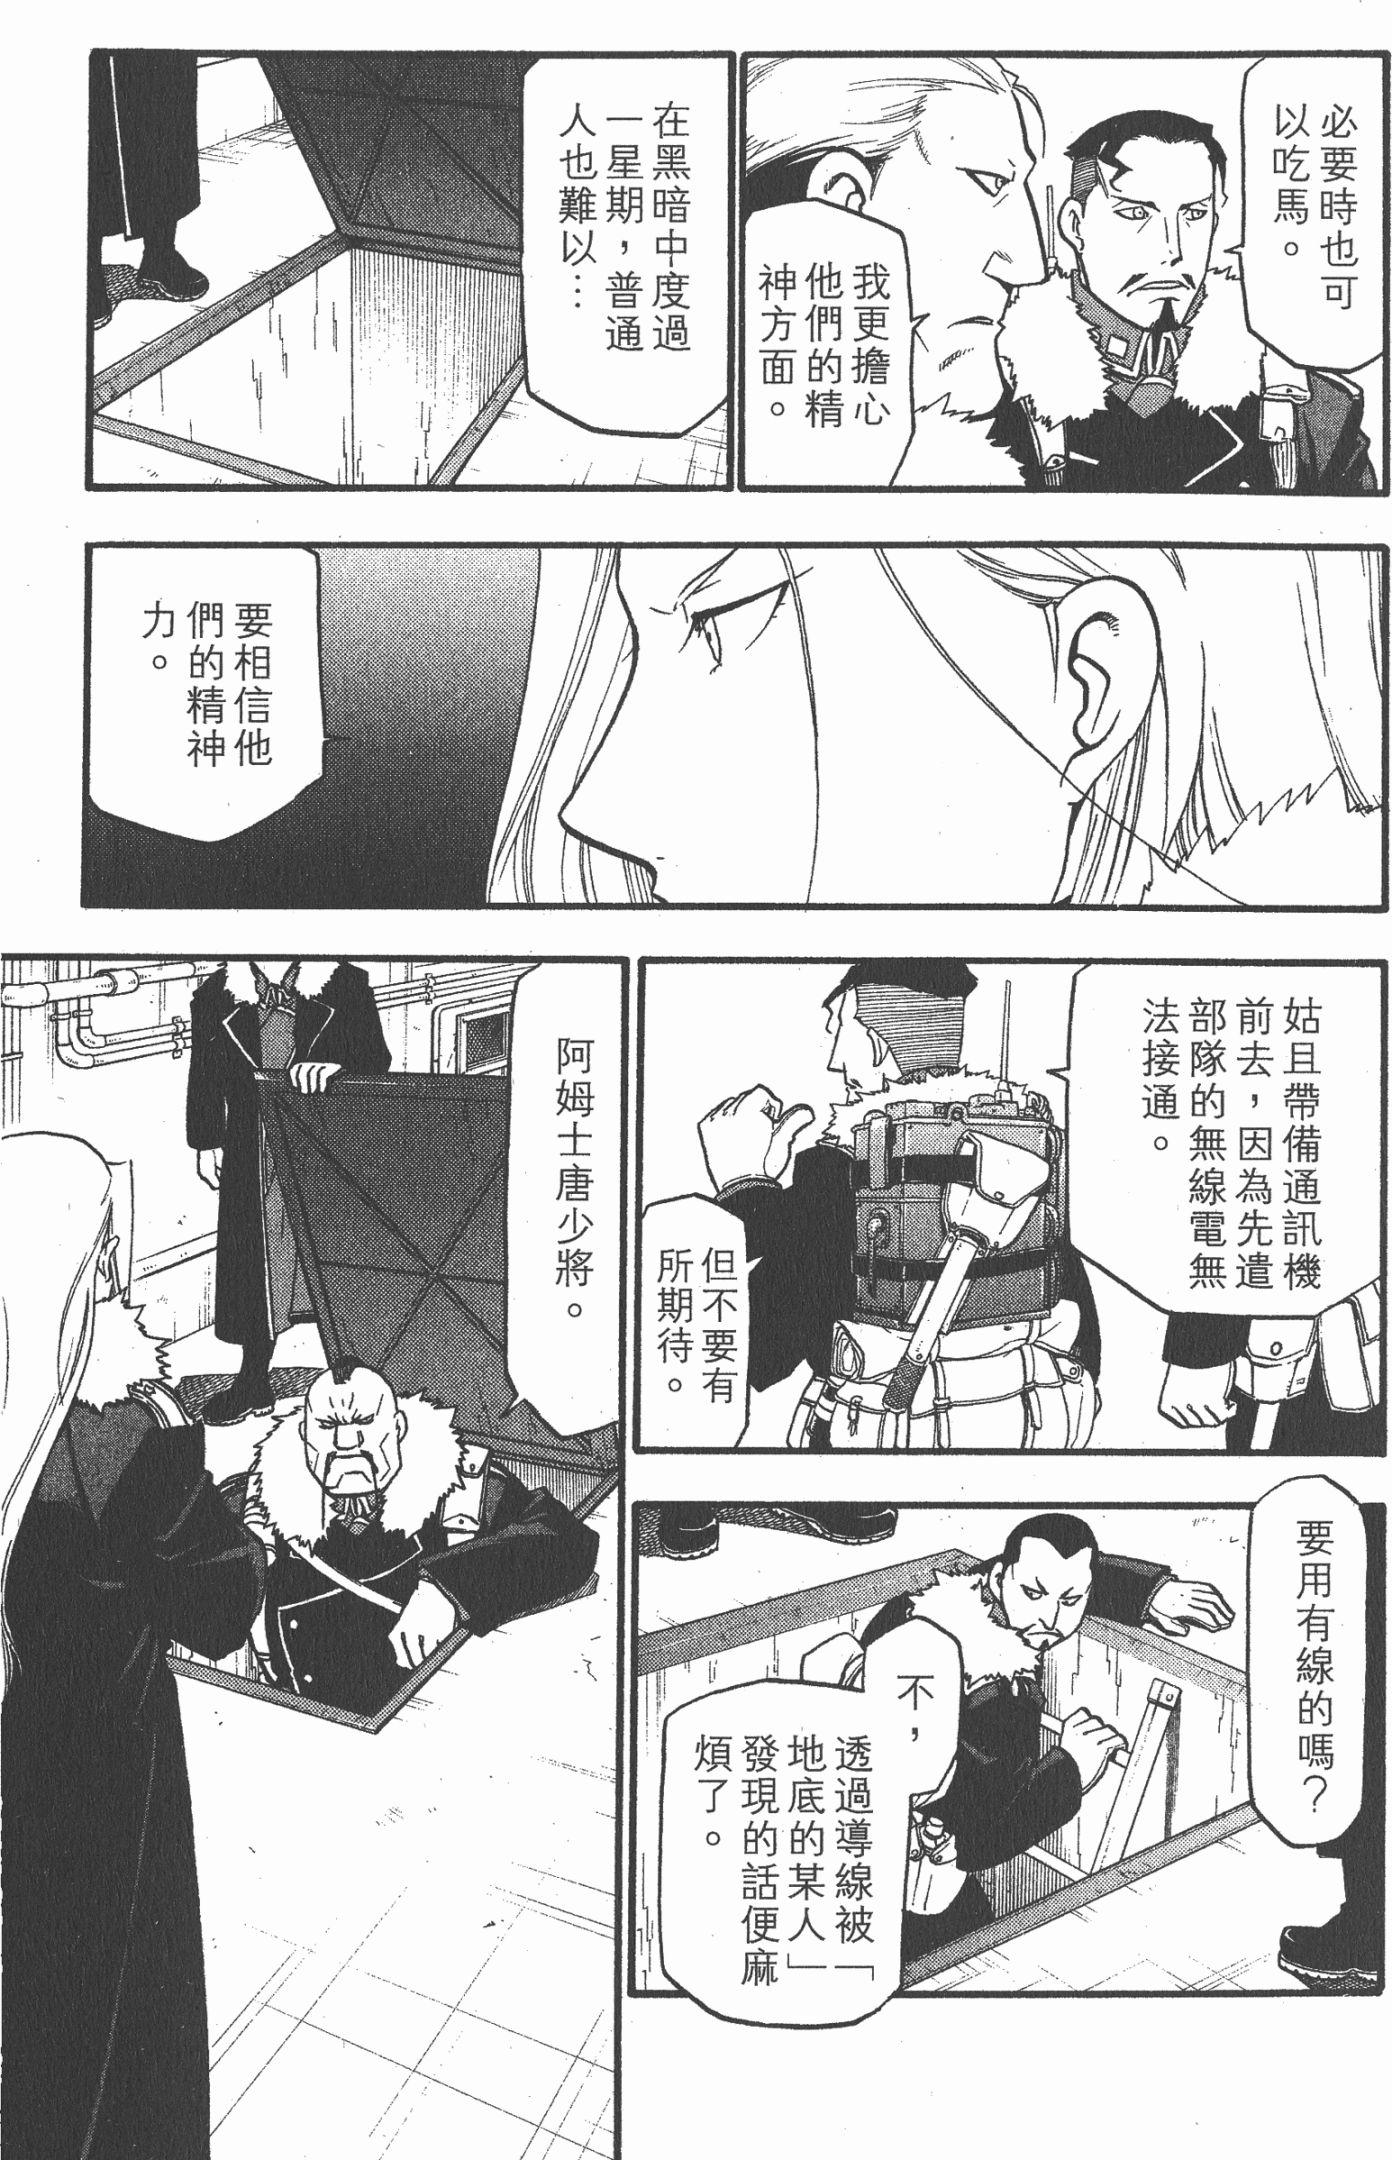 必要時也可
以吃馬。
我更擔心
他們的精
神方面。
在黑暗中度過
一星期，普通
人也難以…
要相信他
們的精神
力。
姑且帶備通訊機
前去，因為先遣
部隊的無線電無
法接通。
但不要有
所期待。
要用有線的嗎？
不，
透過導線被「
地底的某人」
發現的話便麻
煩了。
阿姆士唐少將。